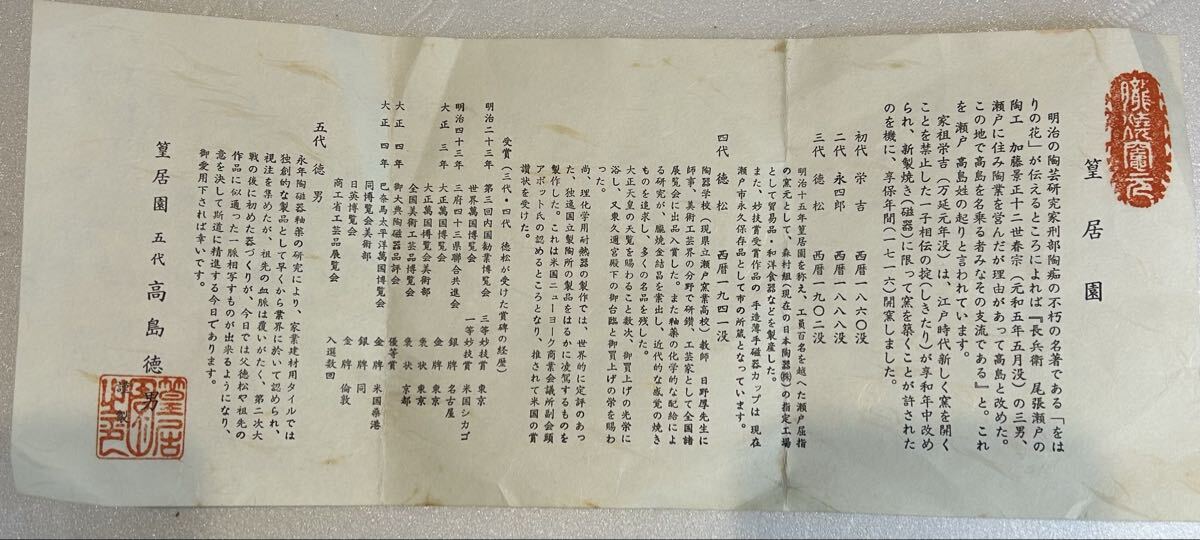 朧焼窯元
篁居園
明治の陶芸研究家刑部陶痴の不朽の名著である「をは
りの花」が伝えるところによれば『長兵衛 尾張瀬戸の
陶工 加藤景正十二世春宗(元和五年五月没)の三男、
瀬戸に住み陶業を営んだが理由があって高島と改めた。
この地で高島を名乗る者みなその支流である』と。これ
を瀬戸高島姓の起りと言われています。
家祖栄吉(万延元年没)は、江戸時代新しく窯を開く
ことを禁止した一子相伝の掟(しきたり)が享和年中改め
られ、新製焼き(磁器)に限って窯を築くことが許された
のを機に、享保年間(一七一六)開窯しました。
初代 栄吉 西暦一八六〇没
二代 永四郎 西暦一八八八没
三代 徳松 西暦一九〇二没
明治十五年篁居園を称え、工員百名を越へた瀬戸屈指
の窯元として、森村組(現在の日本陶器㈱)の指定工場
として貿易品・和洋食器などを製産した。
また、妙技賞受賞作品の手造薄手磁器カップは現在
瀬戸市永久保存品として市の所蔵となっています。
四代 徳松 西暦一九四一没
陶器学校(現県立瀬戸窯業高校)教師 日野厚先生に
師事、美術工芸界の分野で研鑽、工芸家として全国諸
展覧会に出品入賞した。また釉薬の化学的な配給によ
る研究が、朧焼金結晶を案出し、近代的な感覚の焼き
ものを追求し、多くの名品を残した。
大正天皇の天覧を賜わること数次、御買上げの光栄に
浴し、又東久邇宮殿下の御台臨と御買上げの栄を賜わ
った。
尚、理化学用耐熱器の製作では、世界的に定評のあっ
た、独逸国立製陶所の製品をはるかに凌駕するものを
製作した。これは米国ニューヨーク商業会議所副会頭
アボット氏の認めるところとなり、推されて米国の賞
讃状を受けた。
受賞(三代・四代 徳松が受けた賞碑の経歴)
明治二十三年 第三回内国勧業博覧会 三等妙技賞 東京
世界萬国博覧会 一等妙技賞 米国シカゴ
明治四十三年 三府四十三県聯合共進会 銀牌 名古屋
大正三年 大正萬国博覧会 金牌 東京
大正萬国博覧会美術部 褒状 東京
全国美術工芸品博覧会 褒状 京都
大正四年 御大典陶磁器品評会 優等賞
大正四年 巴奈馬太平洋萬国博覧会 金牌 米国桑港
同博覧会美術部 銀牌 同
日英博覧会 金牌 倫敦
商工省工芸品展覧会 入選数回
五代 徳男
永年陶磁器釉薬の研究により、家業建材用タイルでは
独創的な製品として早くから業界に於いて認められ、
視注を集めたが、祖先の血脈は覆いがたく、第二次大
戦の後に初めた器づくりが、今日では父徳松や祖先の
作品に似通った一脈相写すものが出来るようになり、
意を決して斯道に精進する今日であります。
御愛用下されば幸いです。
篁居園 五代 高島徳男
謹製